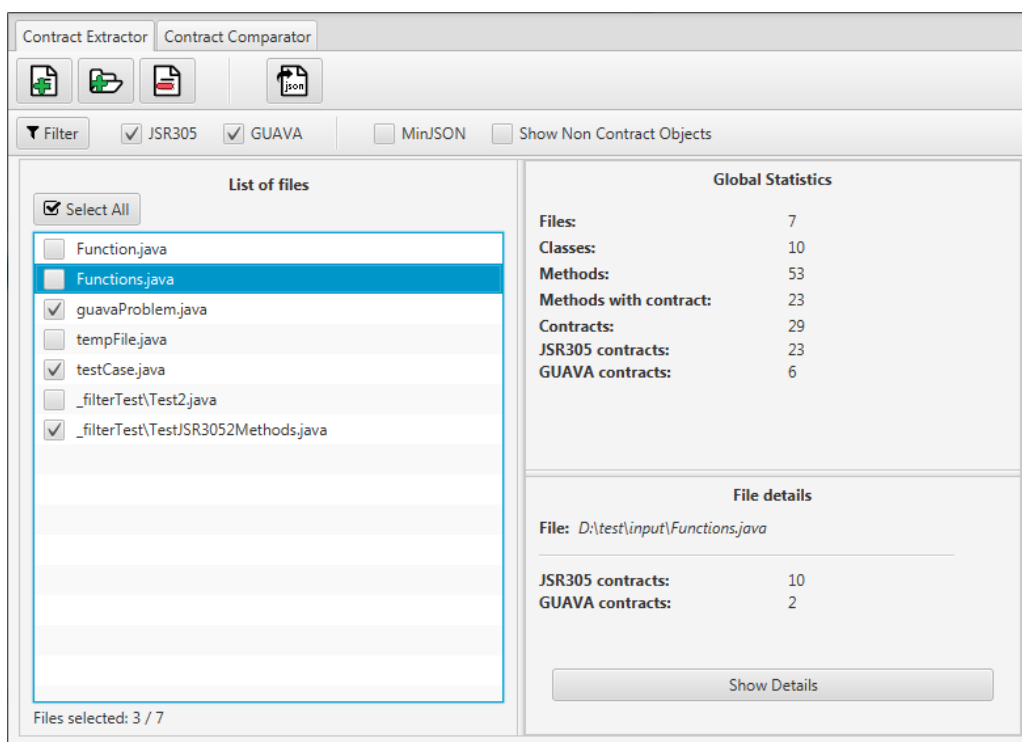 Contract Extractor Contract Comparator
json
Filter JSR305 GUAVA MinJSON Show Non Contract Objects
List of files
Select All
Function.java
Functions.java
guavaProblem.java
tempFile.java
testCase.java
_filterTest\Test2.java
_filterTest\TestJSR3052Methods.java
Files selected: 3 / 7
Global Statistics
Files: 7
Classes: 10
Methods: 53
Methods with contract: 23
Contracts: 29
JSR305 contracts: 23
GUAVA contracts: 6
File details
File: D:\test\input\Functions.java
JSR305 contracts: 10
GUAVA contracts: 2
Show Details